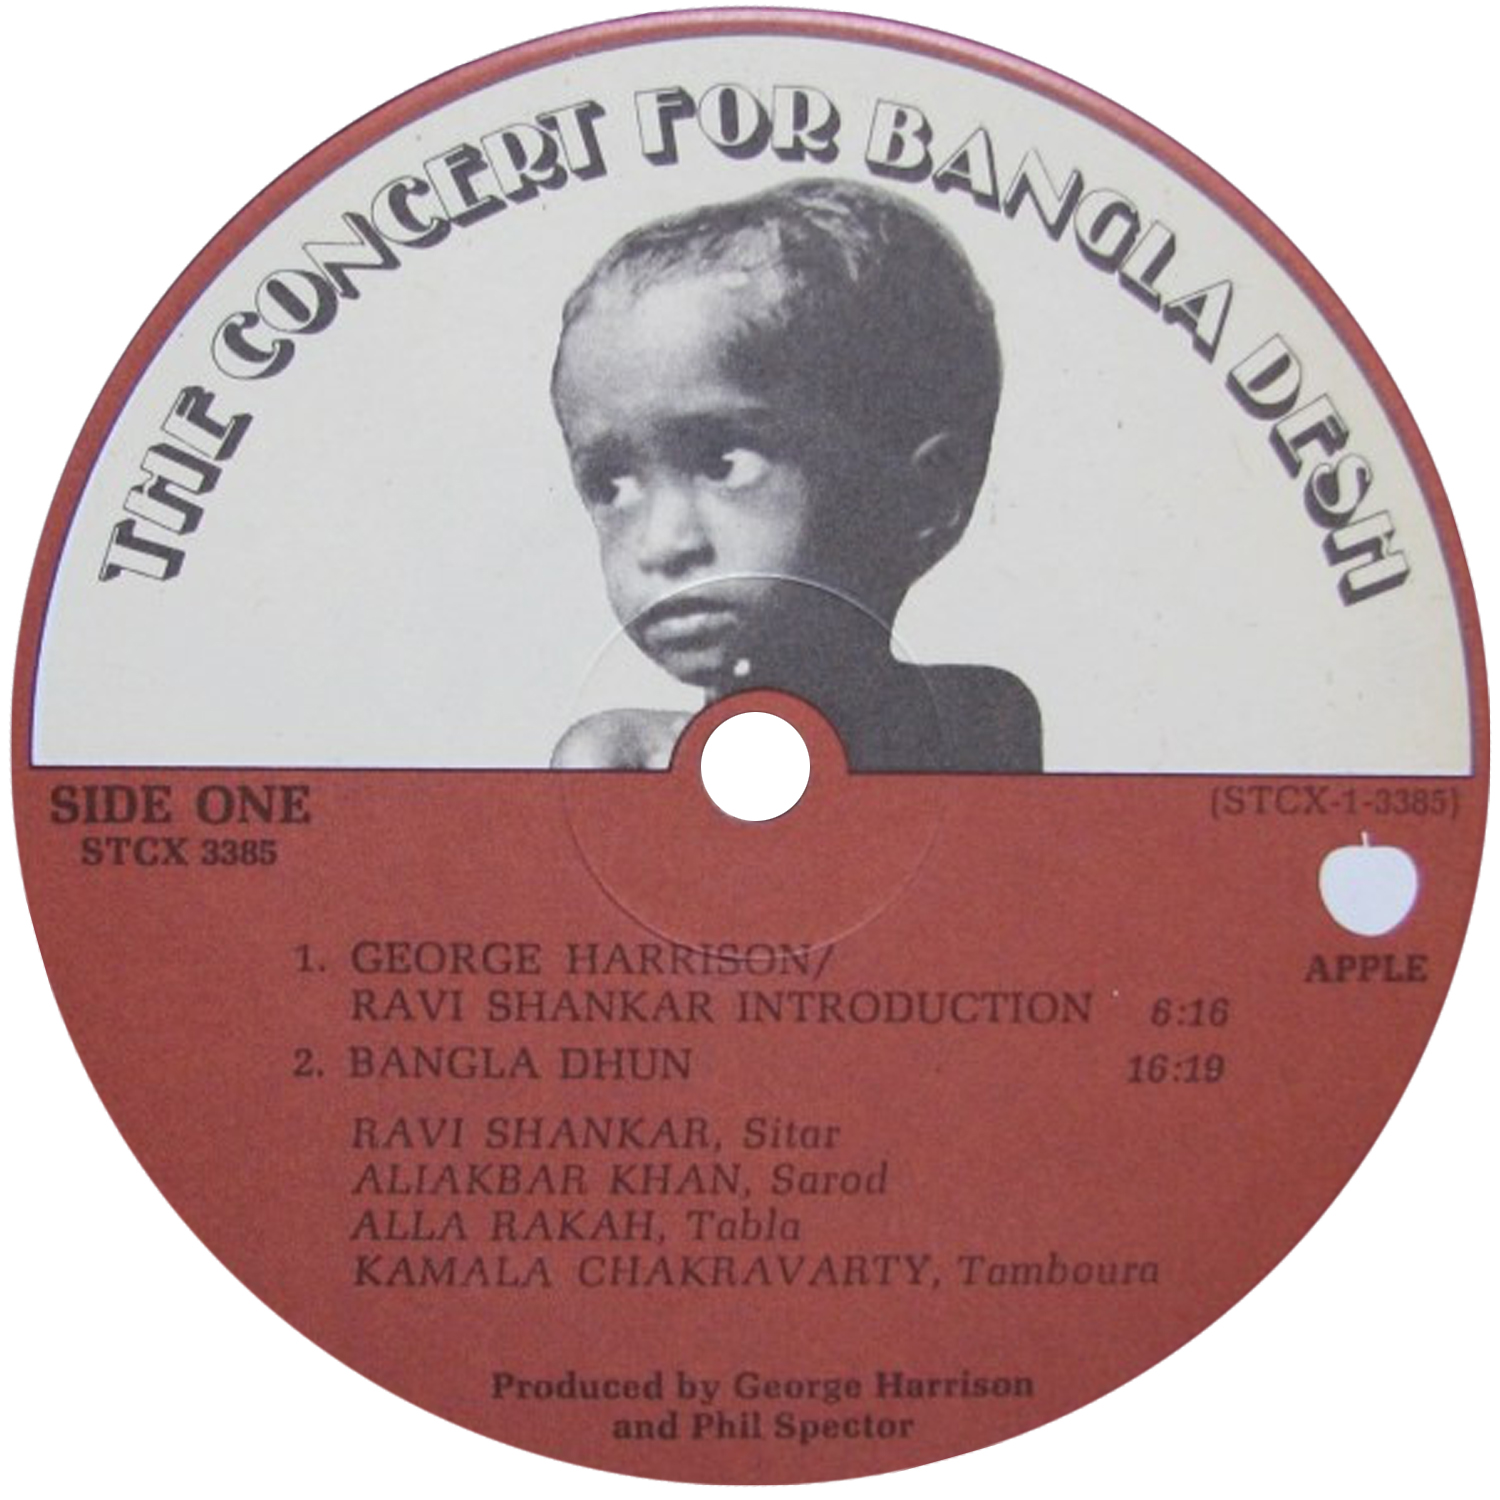 THE CONCERT FOR BANGLA DESH
SIDE ONE
STCX 3385
(STCX-1-3385)
APPLE
1. GEORGE HARRISON/
RAVI SHANKAR INTRODUCTION 6:16
2. BANGLA DHUN 16:19
RAVI SHANKAR, Sitar
ALIAKBAR KHAN, Sarod
ALLA RAKAH, Tabla
KAMALA CHAKRAVARTY, Tamboura
Produced by George Harrison
and Phil Spector